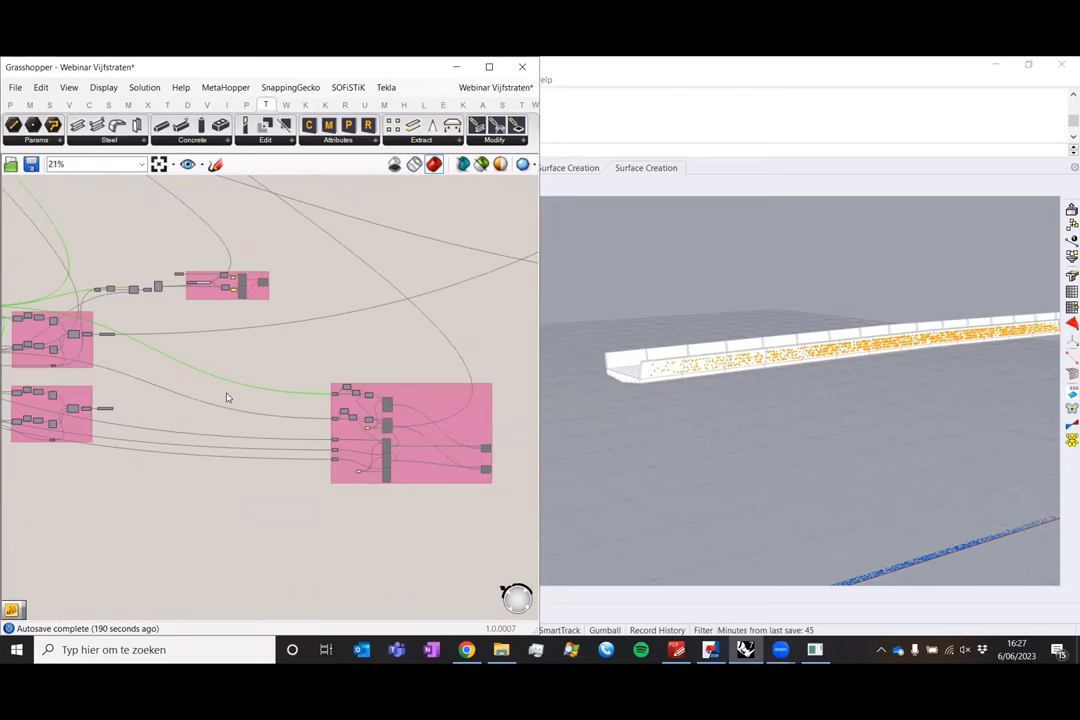 Grasshopper - Webinar Vijfstraten*
File Edit View Display Solution Help MetaHopper SnappingGecko SOFiSTiK Tekla Webinar Vijfstraten*
P M S V C S M X T D V I T W K R U M H L E K A S T W
C M P R
Params + Steel + Concrete + Edit + Attributes + Extract + Modify +
21%
elp
Surface Creation Surface Creation
Autosave complete (190 seconds ago) 1.0.0007
SmartTrack Gumball Record History Filter Minutes from last save: 45
Typ hier om te zoeken
16:27
6/06/2023
15